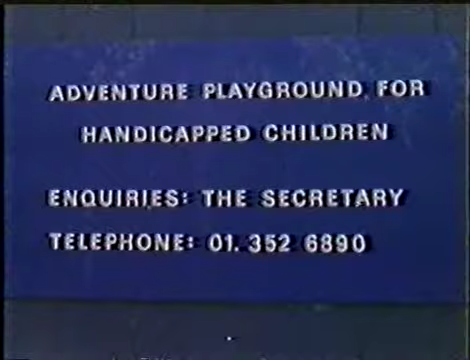 ADVENTURE PLAYGROUND FOR
HANDICAPPED CHILDREN
ENQUIRIES: THE SECRETARY
TELEPHONE: 01. 352 6890